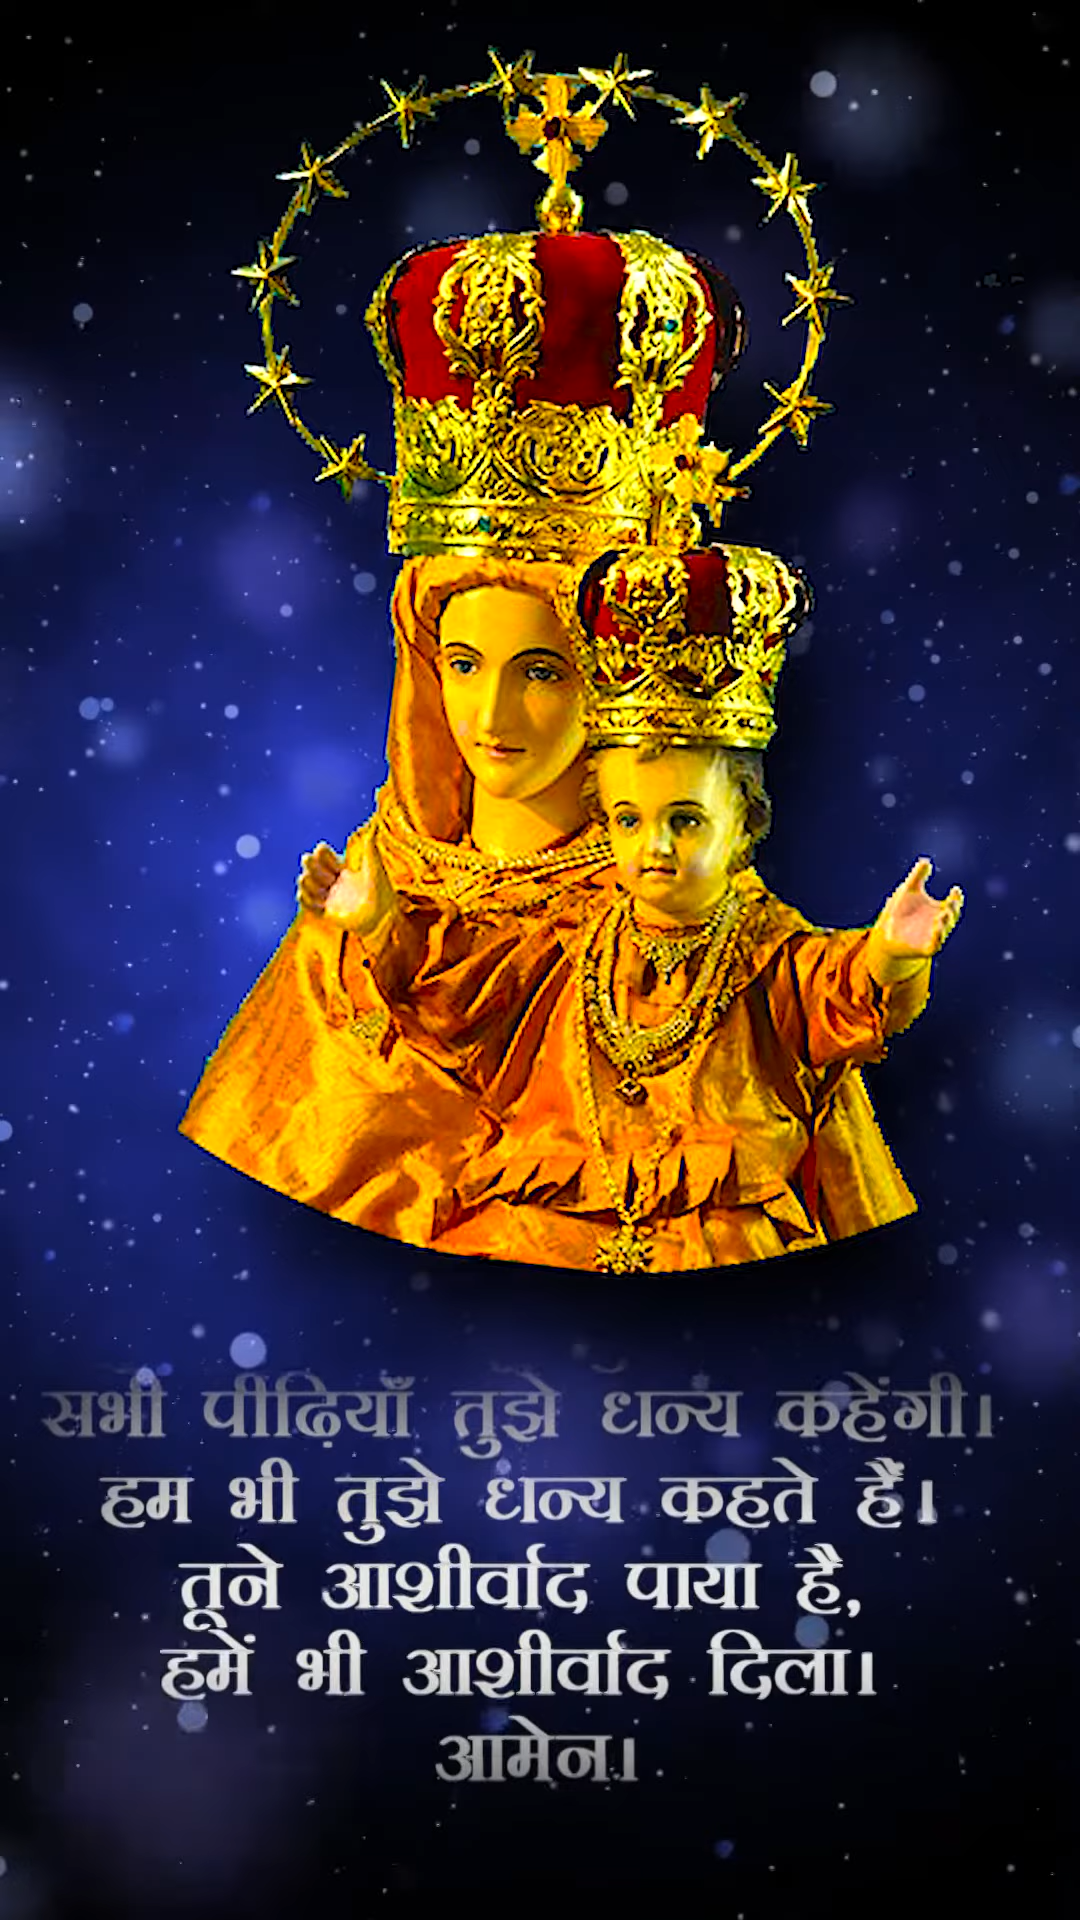 सभी पीढ़ियाँ तुझे धन्य कहेंगी।
हम भी तुझे धन्य कहते हैं।
तूने आशीर्वाद पाया है,
हमें भी आशीर्वाद दिला।
आमेन।